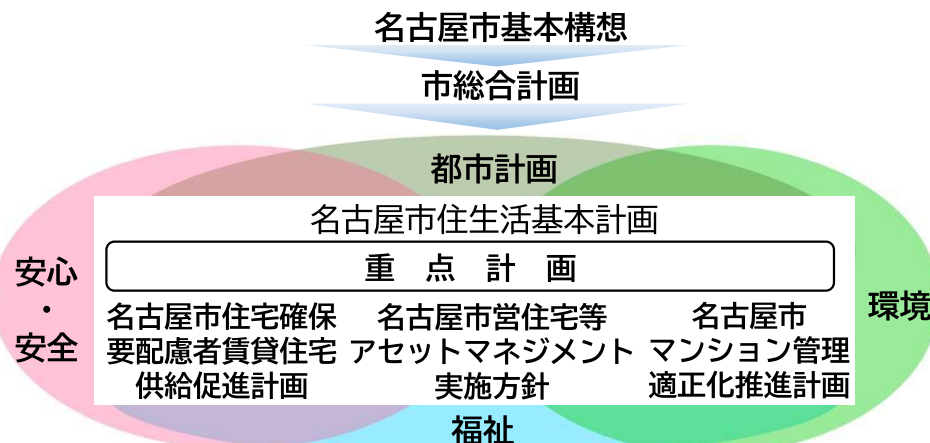 名古屋市基本構想
市総合計画
都市計画
名古屋市住生活基本計画
重点計画
安心
・
安全
環境
名古屋市住宅確保
要配慮者賃貸住宅
供給促進計画
名古屋市営住宅等
アセットマネジメント
実施方針
名古屋市
マンション管理
適正化推進計画
福祉